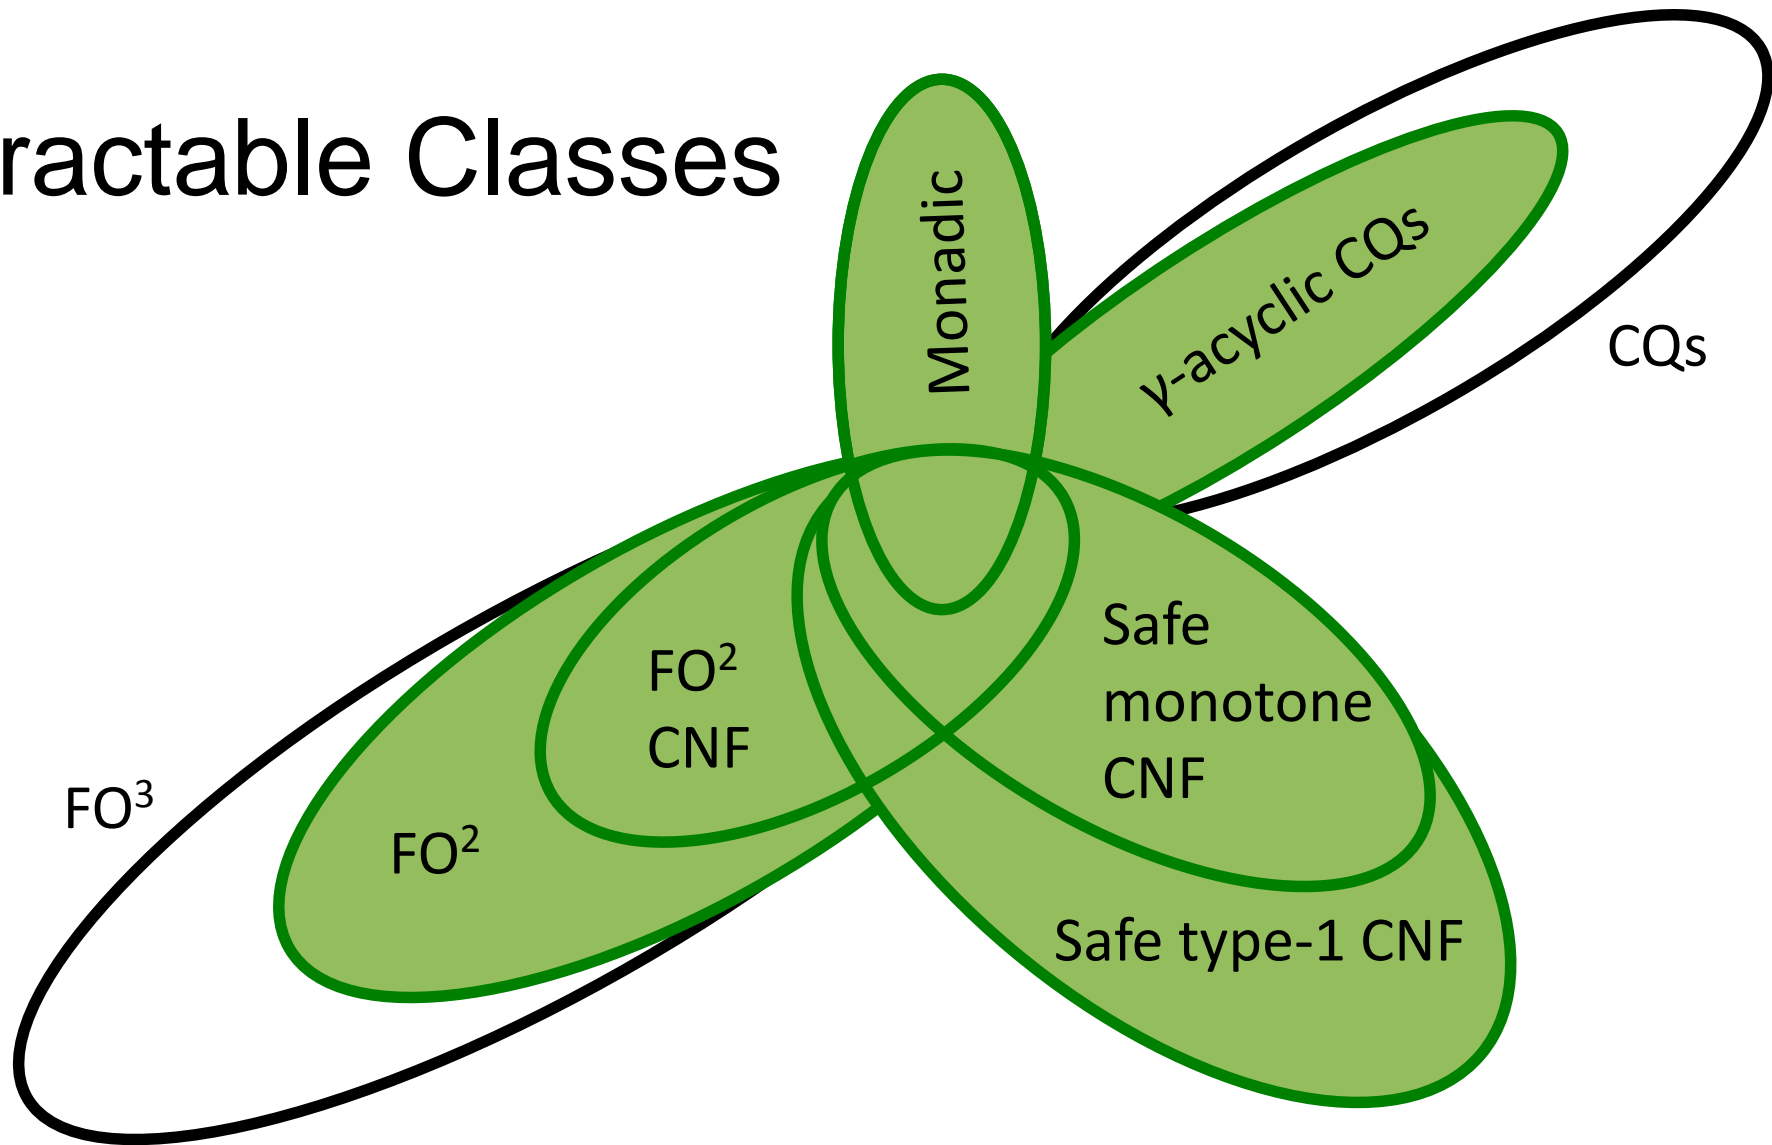 ractable Classes
Monadic
γ-acyclic CQs
CQs
Safe
monotone
CNF
FO²
CNF
FO³
FO²
Safe type-1 CNF